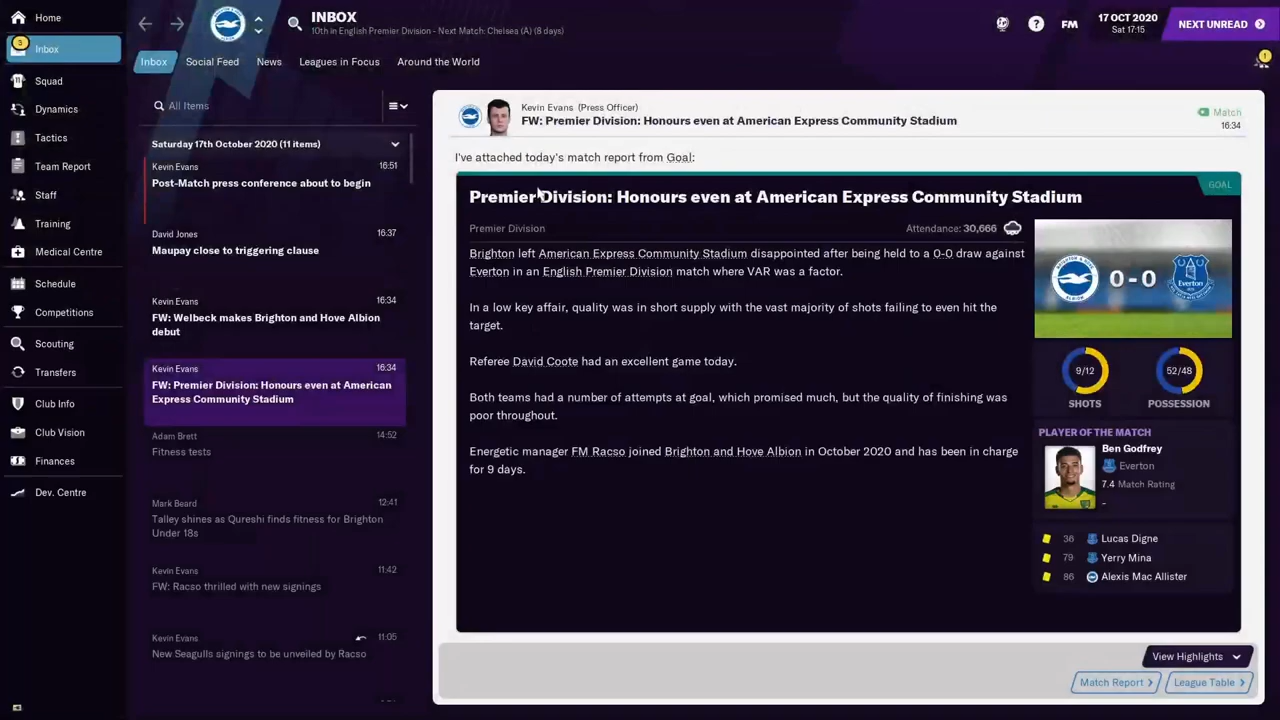 Home
3
Inbox
Squad
Dynamics
Tactics
Team Report
Staff
Training
Medical Centre
Schedule
Competitions
Scouting
Transfers
Club Info
Club Vision
Finances
Dev. Centre
INBOX
10th in English Premier Division - Next Match: Chelsea (A) (8 days)
FM
17 OCT 2020
Sat 17:15
NEXT UNREAD
Inbox
Social Feed
News
Leagues in Focus
Around the World
1
All Items
Saturday 17th October 2020 (11 items)
Kevin Evans 16:51
Post-Match press conference about to begin
David Jones 16:37
Maupay close to triggering clause
Kevin Evans 16:34
FW: Welbeck makes Brighton and Hove Albion
debut
Kevin Evans 16:34
FW: Premier Division: Honours even at American
Express Community Stadium
Adam Brett 14:52
Fitness tests
Mark Beard 12:41
Talley shines as Qureshi finds fitness for Brighton
Under 18s
Kevin Evans 11:42
FW: Racso thrilled with new signings
Kevin Evans 11:05
New Seagulls signings to be unveiled by Racso
Kevin Evans (Press Officer)
FW: Premier Division: Honours even at American Express Community Stadium
Match
16:34
I've attached today's match report from Goal:
GOAL
Premier Division: Honours even at American Express Community Stadium
Premier Division
Attendance: 30,666
Brighton left American Express Community Stadium disappointed after being held to a 0-0 draw against
Everton in an English Premier Division match where VAR was a factor.
In a low key affair, quality was in short supply with the vast majority of shots failing to even hit the
target.
Referee David Coote had an excellent game today.
Both teams had a number of attempts at goal, which promised much, but the quality of finishing was
poor throughout.
Energetic manager FM Racso joined Brighton and Hove Albion in October 2020 and has been in charge
for 9 days.
0-0
Everton
9/12
SHOTS
52/48
POSSESSION
PLAYER OF THE MATCH
Ben Godfrey
Everton
7.4 Match Rating
-
36 Lucas Digne
79 Yerry Mina
86 Alexis Mac Allister
View Highlights
Match Report
League Table